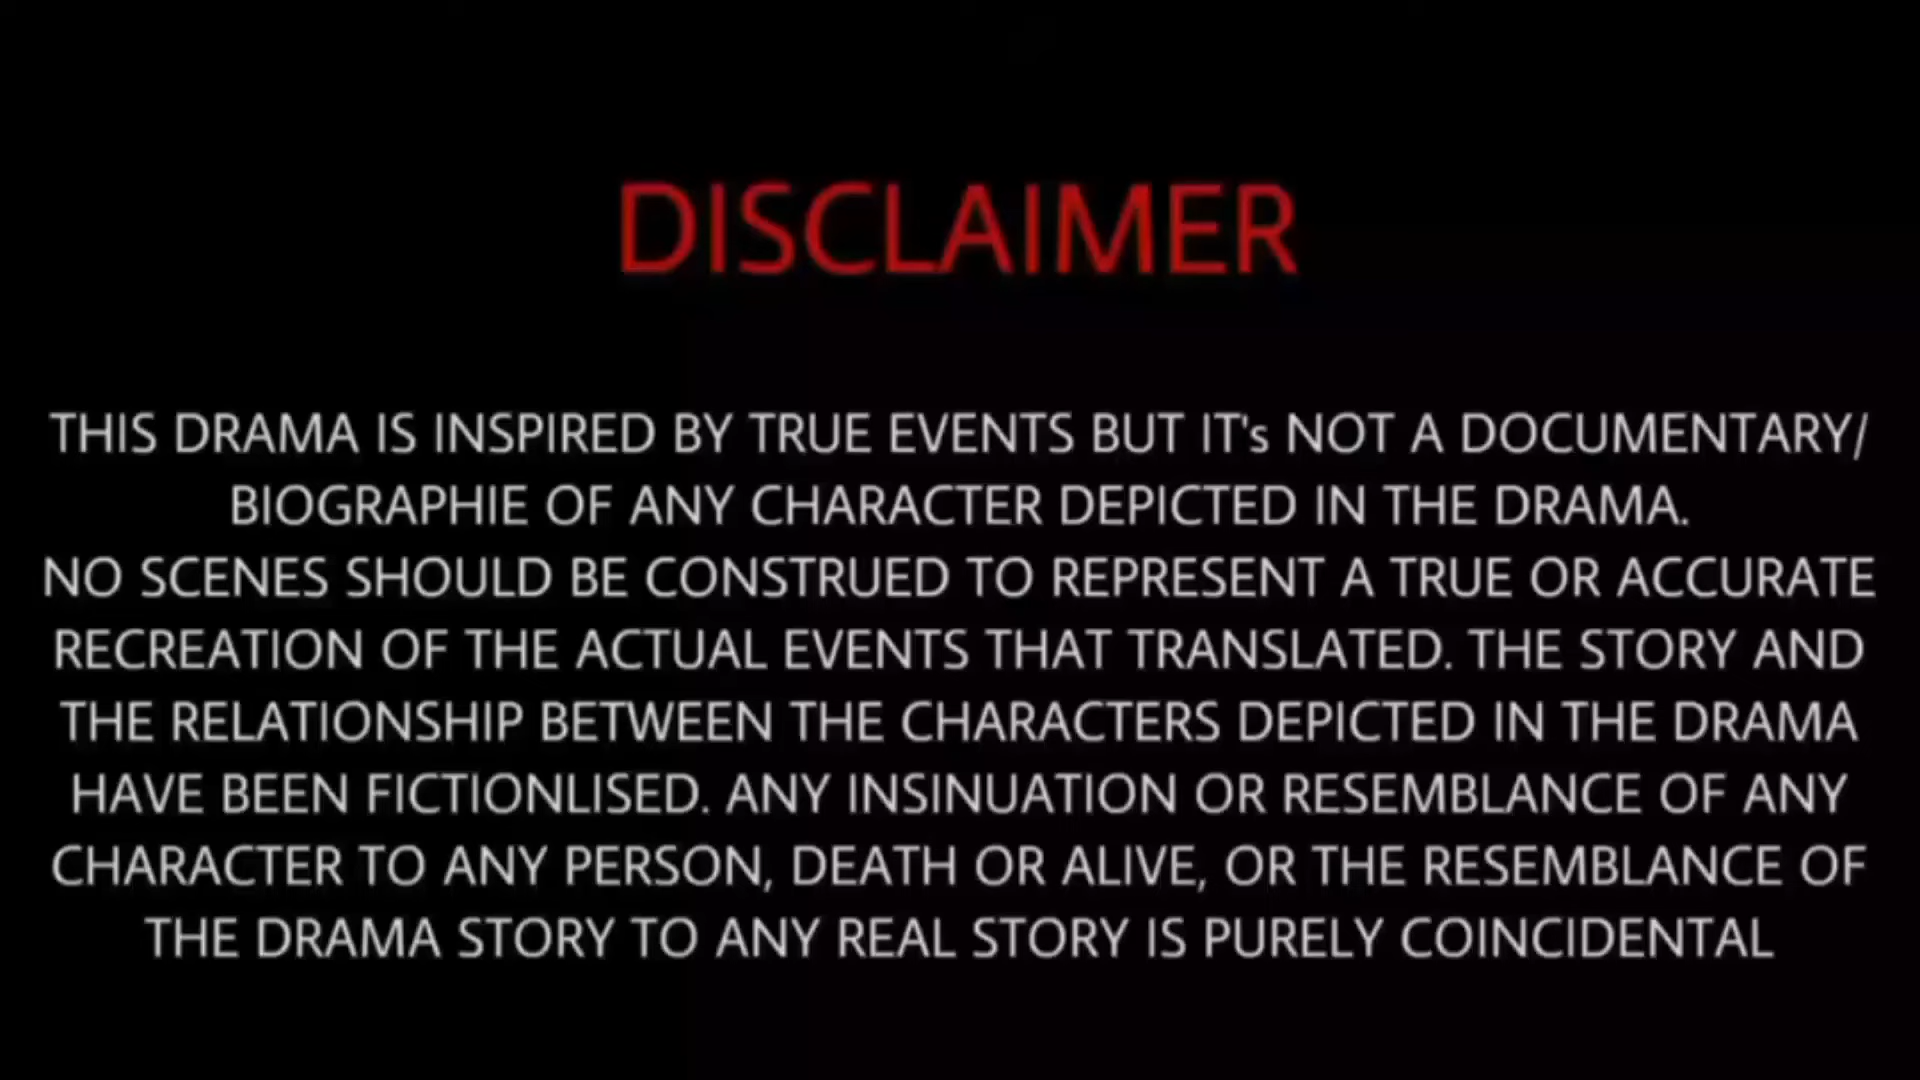 DISCLAIMER
THIS DRAMA IS INSPIRED BY TRUE EVENTS BUT IT's NOT A DOCUMENTARY/
BIOGRAPHIE OF ANY CHARACTER DEPICTED IN THE DRAMA.
NO SCENES SHOULD BE CONSTRUED TO REPRESENT A TRUE OR ACCURATE
RECREATION OF THE ACTUAL EVENTS THAT TRANSLATED. THE STORY AND
THE RELATIONSHIP BETWEEN THE CHARACTERS DEPICTED IN THE DRAMA
HAVE BEEN FICTIONLISED. ANY INSINUATION OR RESEMBLANCE OF ANY
CHARACTER TO ANY PERSON, DEATH OR ALIVE, OR THE RESEMBLANCE OF
THE DRAMA STORY TO ANY REAL STORY IS PURELY COINCIDENTAL